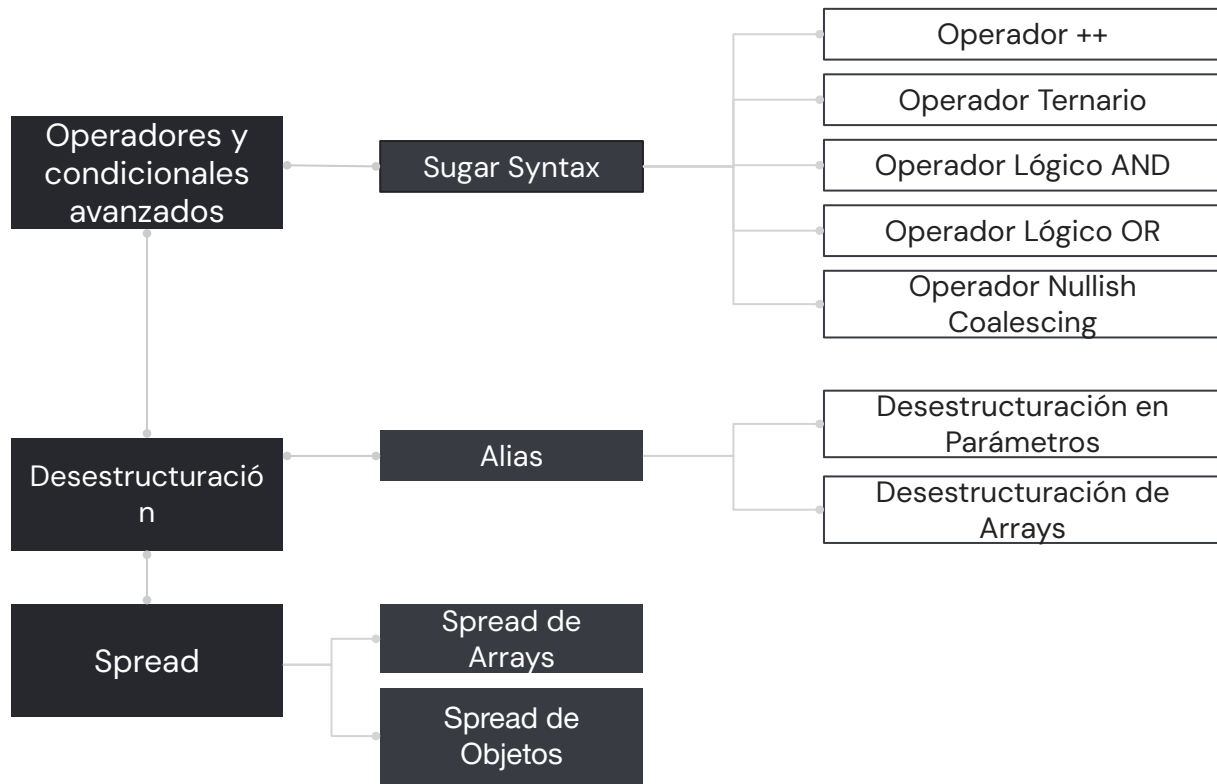 Operador ++
Operador Ternario
Operadores y
condicionales
avanzados
Sugar Syntax
Operador Lógico AND
Operador Lógico OR
Operador Nullish
Coalescing
Desestructuració
n
Alias
Desestructuración en
Parámetros
Desestructuración de
Arrays
Spread
Spread de
Arrays
Spread de
Objetos